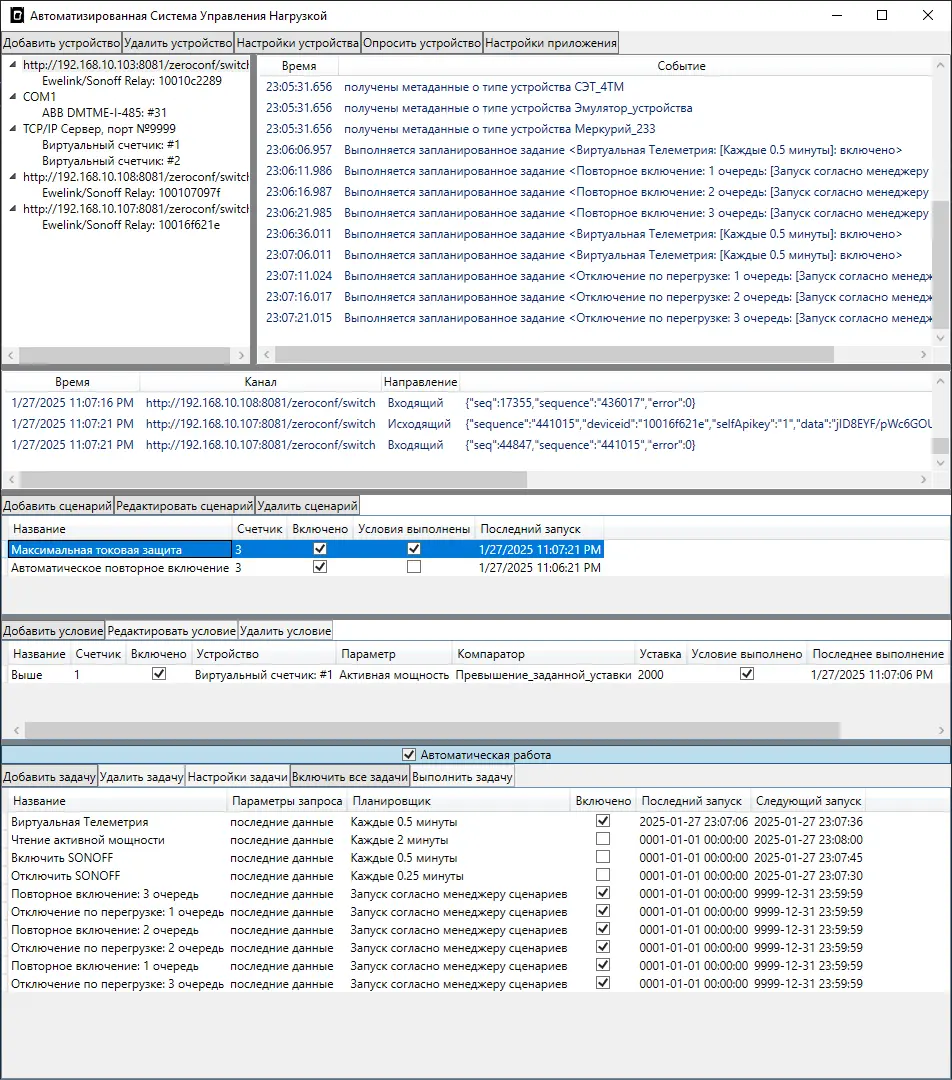 Автоматизированная Система Управления Нагрузкой
Добавить устройство Удалить устройство Настройки устройства Опросить устройство Настройки приложения
http://192.168.10.103:8081/zeroconf/switch
Ewelink/Sonoff Relay: 10010c2289
COM1
ABB DMTME-I-485: #31
TCP/IP Сервер, порт №9999
Виртуальный счетчик: #1
Виртуальный счетчик: #2
http://192.168.10.108:8081/zeroconf/switch
Ewelink/Sonoff Relay: 100107097f
http://192.168.10.107:8081/zeroconf/switch
Ewelink/Sonoff Relay: 10016f621e
Время Событие
23:05:31.656 получены метаданные о типе устройства СЭТ_4ТМ
23:05:31.656 получены метаданные о типе устройства Эмулятор_устройства
23:05:31.656 получены метаданные о типе устройства Меркурий_233
23:06:06.957 Выполняется запланированное задание <Виртуальная Телеметрия: [Каждые 0.5 минуты]: включено>
23:06:11.986 Выполняется запланированное задание <Повторное включение: 1 очередь: [Запуск согласно менеджеру
23:06:16.987 Выполняется запланированное задание <Повторное включение: 2 очередь: [Запуск согласно менеджеру
23:06:21.985 Выполняется запланированное задание <Повторное включение: 3 очередь: [Запуск согласно менеджеру
23:06:36.011 Выполняется запланированное задание <Виртуальная Телеметрия: [Каждые 0.5 минуты]: включено>
23:07:06.011 Выполняется запланированное задание <Виртуальная Телеметрия: [Каждые 0.5 минуты]: включено>
23:07:11.024 Выполняется запланированное задание <Отключение по перегрузке: 1 очередь: [Запуск согласно менедж
23:07:16.017 Выполняется запланированное задание <Отключение по перегрузке: 2 очередь: [Запуск согласно менедж
23:07:21.015 Выполняется запланированное задание <Отключение по перегрузке: 3 очередь: [Запуск согласно менедж
Время Канал Направление
1/27/2025 11:07:16 PM http://192.168.10.108:8081/zeroconf/switch Входящий {"seq":17355,"sequence":"436017","error":0}
1/27/2025 11:07:21 PM http://192.168.10.107:8081/zeroconf/switch Исходящий {"sequence":"441015","deviceid":"10016f621e","selfApikey":"1","data":"jID8EYF/pWc6GOU
1/27/2025 11:07:21 PM http://192.168.10.107:8081/zeroconf/switch Входящий {"seq":44847,"sequence":"441015","error":0}
Добавить сценарий Редактировать сценарий Удалить сценарий
Название Счетчик Включено Условия выполнены Последний запуск
Максимальная токовая защита 3 1/27/2025 11:07:21 PM
Автоматическое повторное включение 3 1/27/2025 11:06:21 PM
Добавить условие Редактировать условие Удалить условие
Название Счетчик Включено Устройство Параметр Компаратор Уставка Условие выполнено Последнее выполнение
Выше 1 Виртуальный счетчик: #1 Активная мощность Превышение_заданной_уставки 2000 1/27/2025 11:07:06 PM
Автоматическая работа
Добавить задачу Удалить задачу Настройки задачи Включить все задачи Выполнить задачу
Название Параметры запроса Планировщик Включено Последний запуск Следующий запуск
Виртуальная Телеметрия последние данные Каждые 0.5 минуты 2025-01-27 23:07:06 2025-01-27 23:07:36
Чтение активной мощности последние данные Каждые 2 минуты 0001-01-01 00:00:00 2025-01-27 23:08:00
Включить SONOFF последние данные Каждые 0.5 минуты 0001-01-01 00:00:00 2025-01-27 23:07:45
Отключить SONOFF последние данные Каждые 0.25 минуты 0001-01-01 00:00:00 2025-01-27 23:07:30
Повторное включение: 3 очередь последние данные Запуск согласно менеджеру сценариев 0001-01-01 00:00:00 9999-12-31 23:59:59
Отключение по перегрузке: 1 очередь последние данные Запуск согласно менеджеру сценариев 0001-01-01 00:00:00 9999-12-31 23:59:59
Повторное включение: 2 очередь последние данные Запуск согласно менеджеру сценариев 0001-01-01 00:00:00 9999-12-31 23:59:59
Отключение по перегрузке: 2 очередь последние данные Запуск согласно менеджеру сценариев 0001-01-01 00:00:00 9999-12-31 23:59:59
Повторное включение: 1 очередь последние данные Запуск согласно менеджеру сценариев 0001-01-01 00:00:00 9999-12-31 23:59:59
Отключение по перегрузке: 3 очередь последние данные Запуск согласно менеджеру сценариев 0001-01-01 00:00:00 9999-12-31 23:59:59